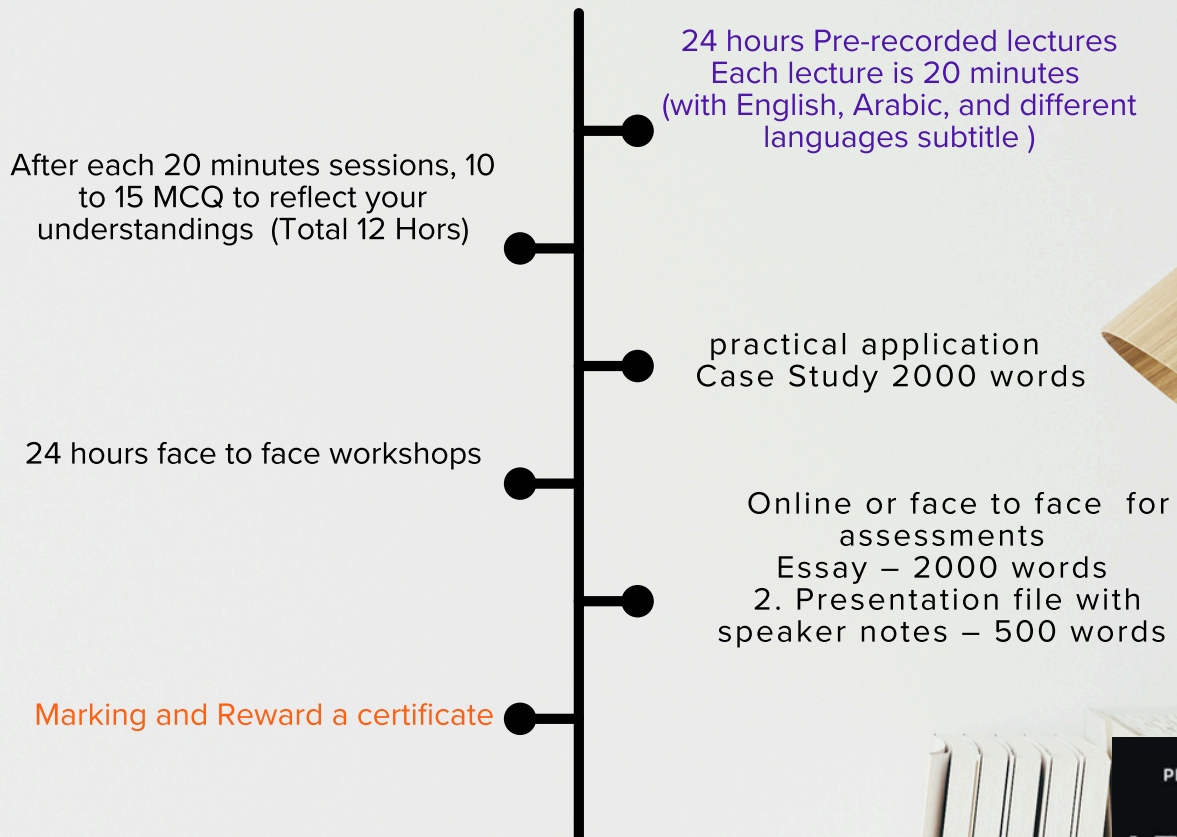 24 hours Pre-recorded lectures
Each lecture is 20 minutes
(with English, Arabic, and different
languages subtitle )
After each 20 minutes sessions, 10
to 15 MCQ to reflect your
understandings  (Total 12 Hors)
practical application
Case Study 2000 words
24 hours face to face workshops
Online or face to face  for
assessments
Essay – 2000 words
2. Presentation file with
speaker notes – 500 words
Marking and Reward a certificate